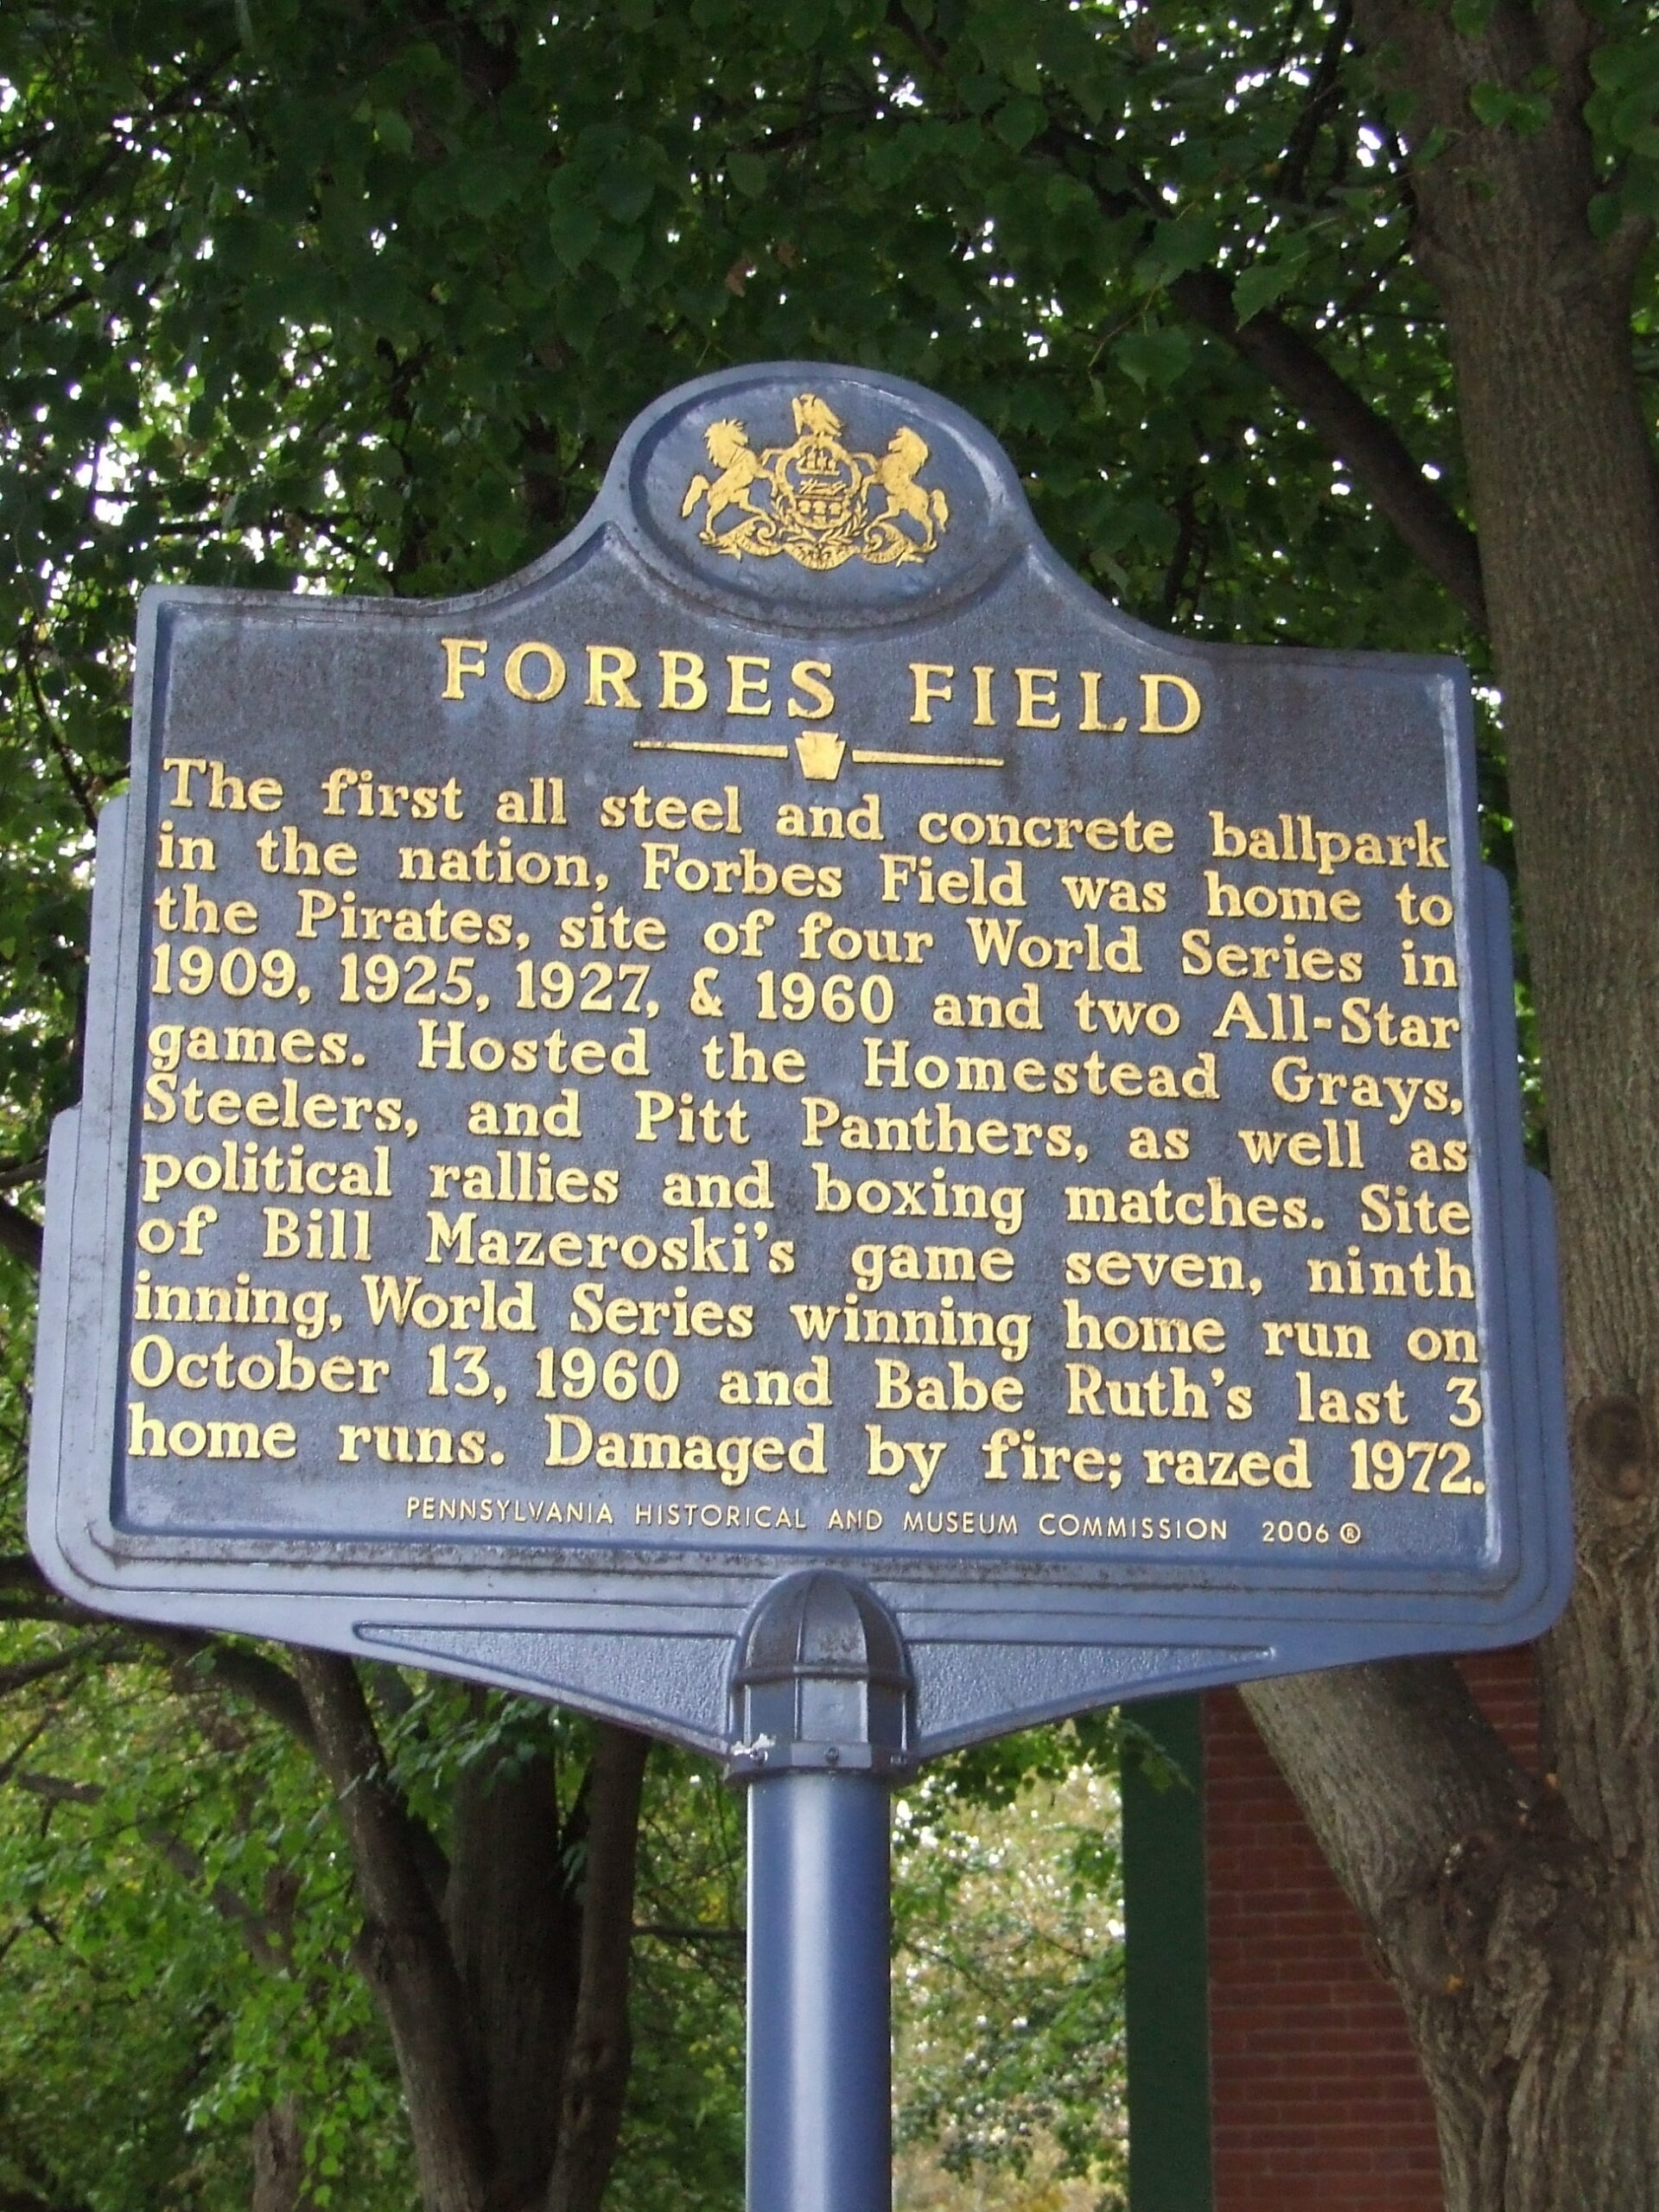 FORBES FIELD
The first all steel and concrete ballpark
in the nation, Forbes Field was home to
the Pirates, site of four World Series in
1909, 1925, 1927, & 1960 and two All-Star
games. Hosted the Homestead Grays,
Steelers, and Pitt Panthers, as well as
political rallies and boxing matches. Site
of Bill Mazeroski's game seven, ninth
inning, World Series winning home run on
October 13, 1960 and Babe Ruth's last 3
home runs. Damaged by fire; razed 1972.
PENNSYLVANIA HISTORICAL AND MUSEUM COMMISSION 2006 ®